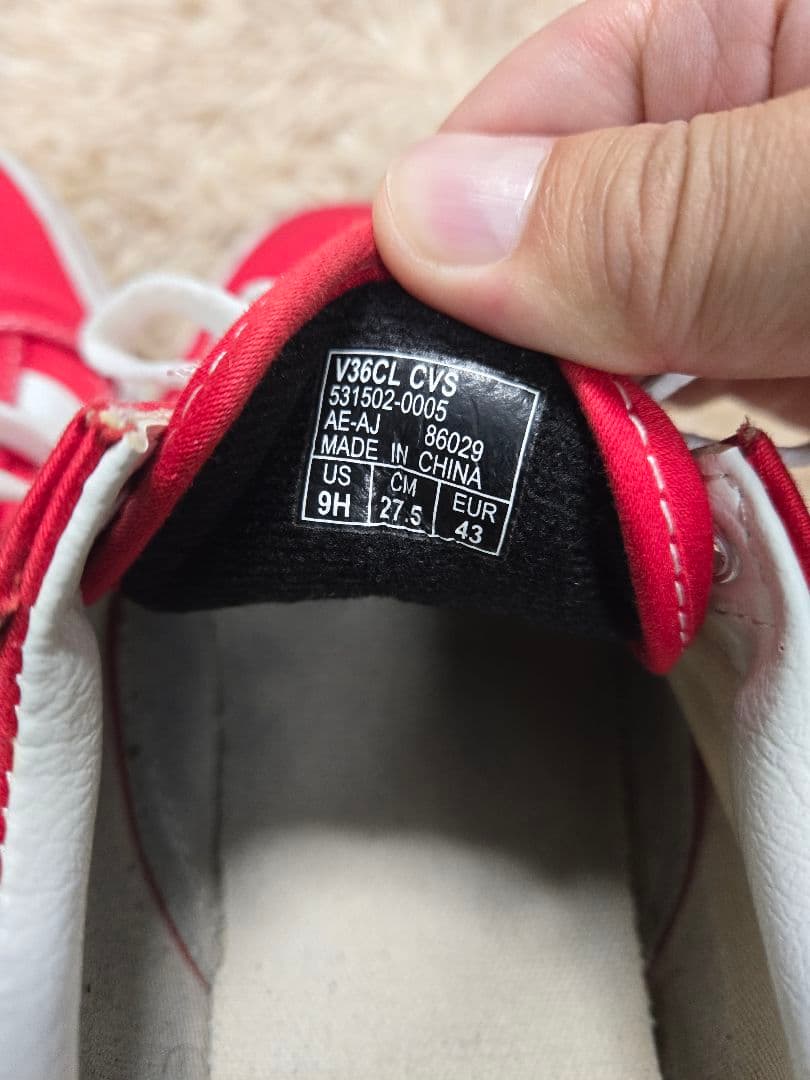 V36CL CVS
531502-0005
AE-AJ 86029
MADE IN CHINA
US CM EUR
9H 27.5 43